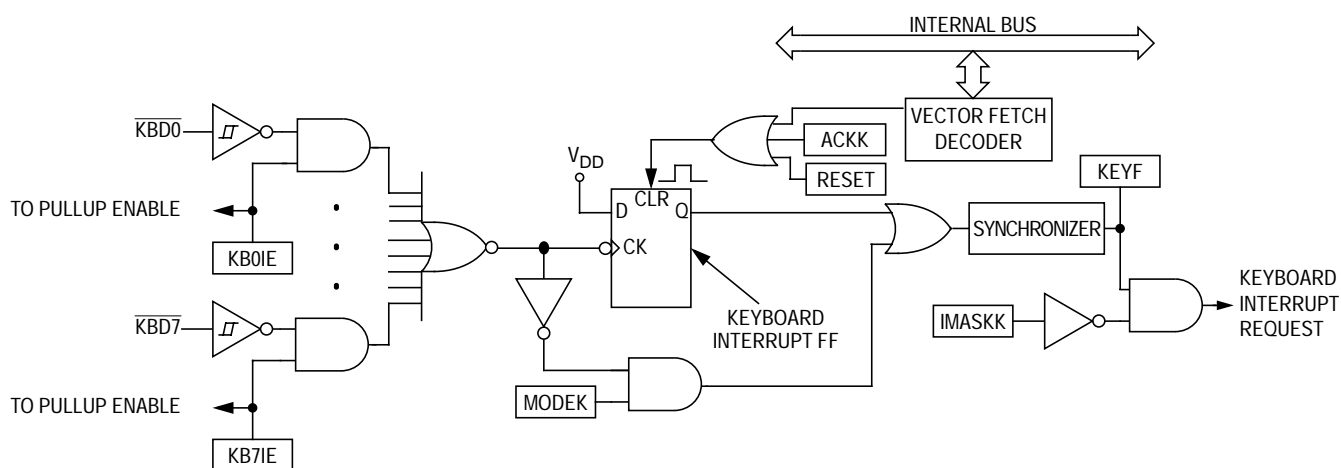 INTERNAL BUS
KBD0
VECTOR FETCH
DECODER
ACKK
VDD
RESET
KEYF
CLR
D
Q
TO PULLUP ENABLE
SYNCHRONIZER
CK
KB0IE
KEYBOARD
INTERRUPT
REQUEST
KBD7
KEYBOARD
INTERRUPT FF
IMASKK
MODEK
TO PULLUP ENABLE
KB7IE